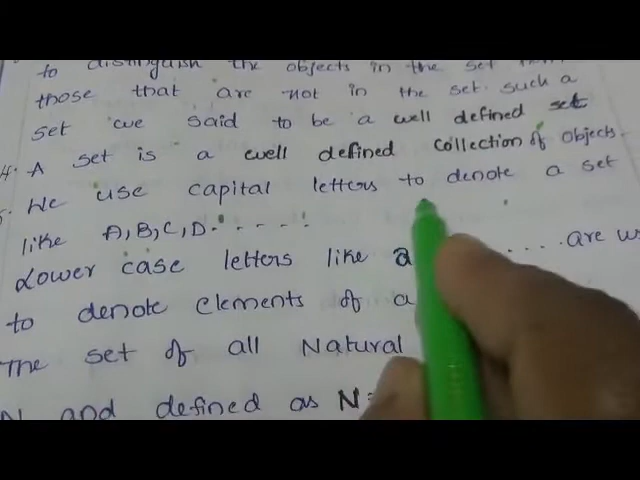 to distinguish the objects in the set
those that are not in the set. such a
set we said to be a well defined set
4. A set is a well defined collection of objects.
We use capital letters to denote a set
like A,B,C,D.......
Lower case letters like a .... are
to denote elements of a
The set of all Natural
N and defined as N=